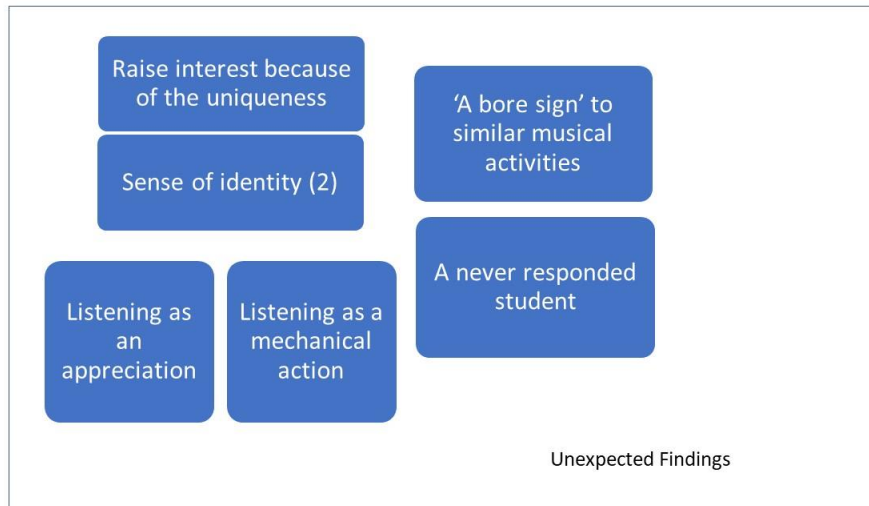 Raise interest because
of the uniqueness
Sense of identity (2)
‘A bore sign’ to
similar musical
activities
A never responded
student
Listening as
an
appreciation
Listening as a
mechanical
action
Unexpected Findings